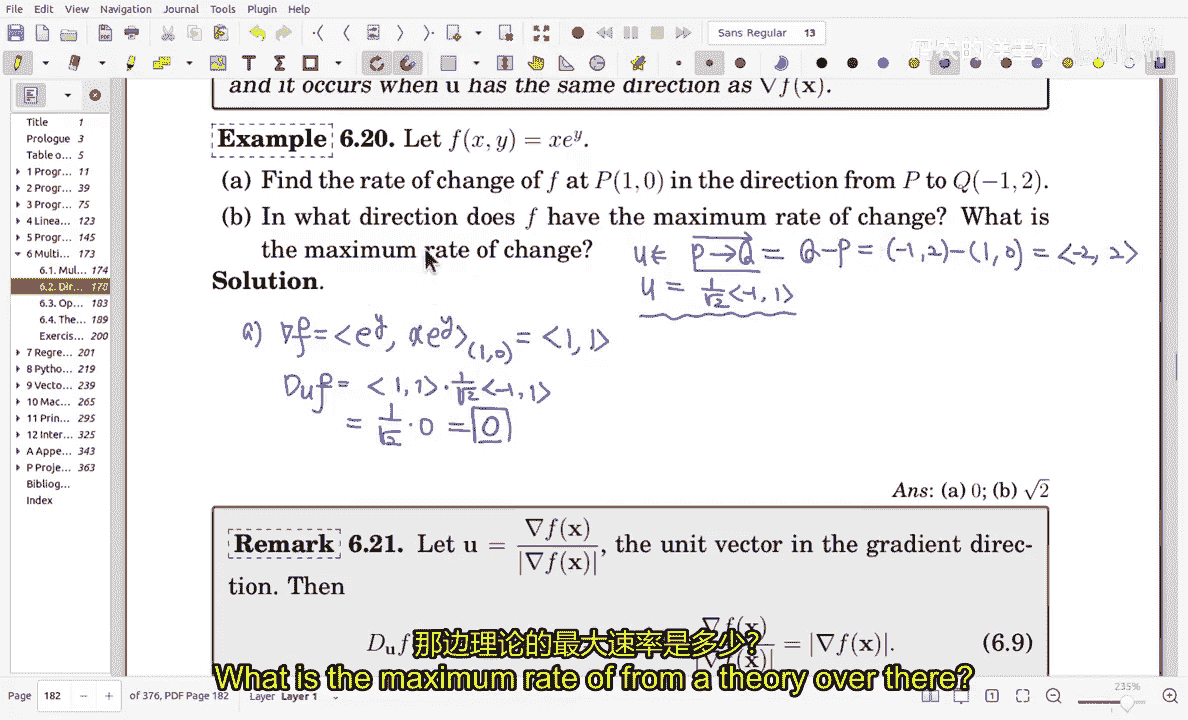 File Edit View Navigation Journal Tools Plugin Help
Sans Regular 13
Title 1
Prologue 3
Table o... 5
1 Progr... 11
2 Progr... 39
3 Progr... 75
4 Linea... 123
5 Progr... 145
6 Multi... 173
6.1. Mul... 174
6.2. Dir... 178
6.3. Op... 183
6.4. The... 189
Exercis... 200
7 Regre... 201
8 Pytho... 219
9 Vecto... 239
10 Mac... 265
11 Prin... 295
12 Inter... 325
A Appe... 343
P Proje... 363
Bibliog...
Index
and it occurs when u has the same direction as ∇f(x).
Example 6.20. Let f(x, y) = xe^y.
(a) Find the rate of change of f at P(1, 0) in the direction from P to Q(−1, 2).
(b) In what direction does f have the maximum rate of change? What is
the maximum rate of change?
u ∈ P→Q = Q−P = (-1, 2)-(1, 0) = <-2, 2>
u = 1/√2 <-1, 1>
Solution.
a) ∇f = <e^y, xe^y>(1,0) = <1, 1>
Duf = <1, 1>· 1/√2 <-1, 1>
= 1/√2 · 0 = 0
Ans: (a) 0; (b) √2
Remark 6.21. Let u = ∇f(x)/|∇f(x)|, the unit vector in the gradient direc-
tion. Then
Duf ∇f(x)/|∇f(x)| = |∇f(x)|. (6.9)
那边理论的最大速率是多少？
What is the maximum rate of from a theory over there?
Page 182 of 376, PDF Page 182 Layer Layer 1 235%